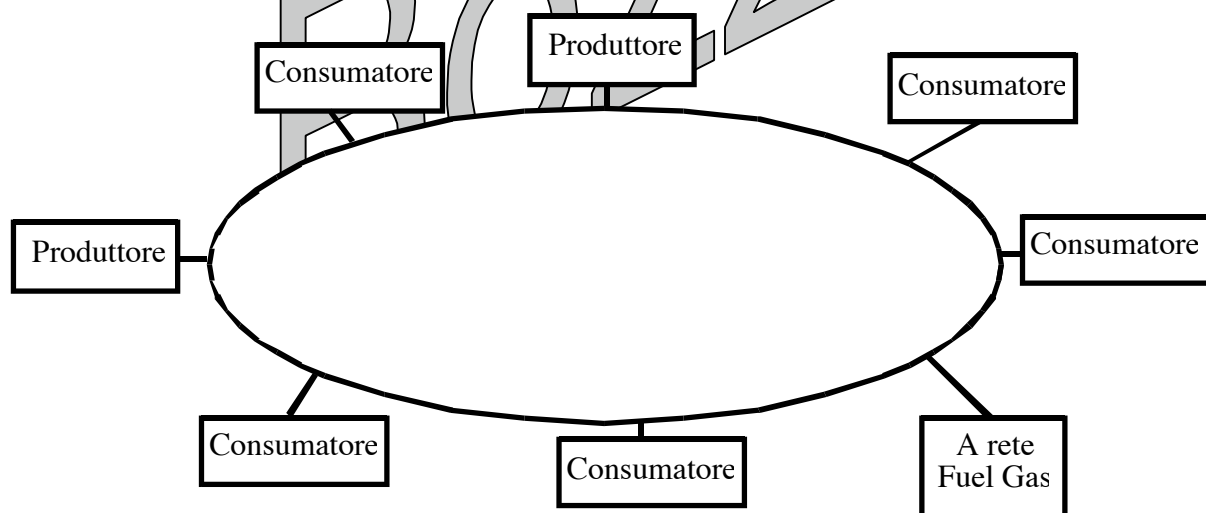 Produttore
Consumatore
Consumatore
Produttore
Consumatore
Consumatore
Consumatore
A rete
Fuel Gas